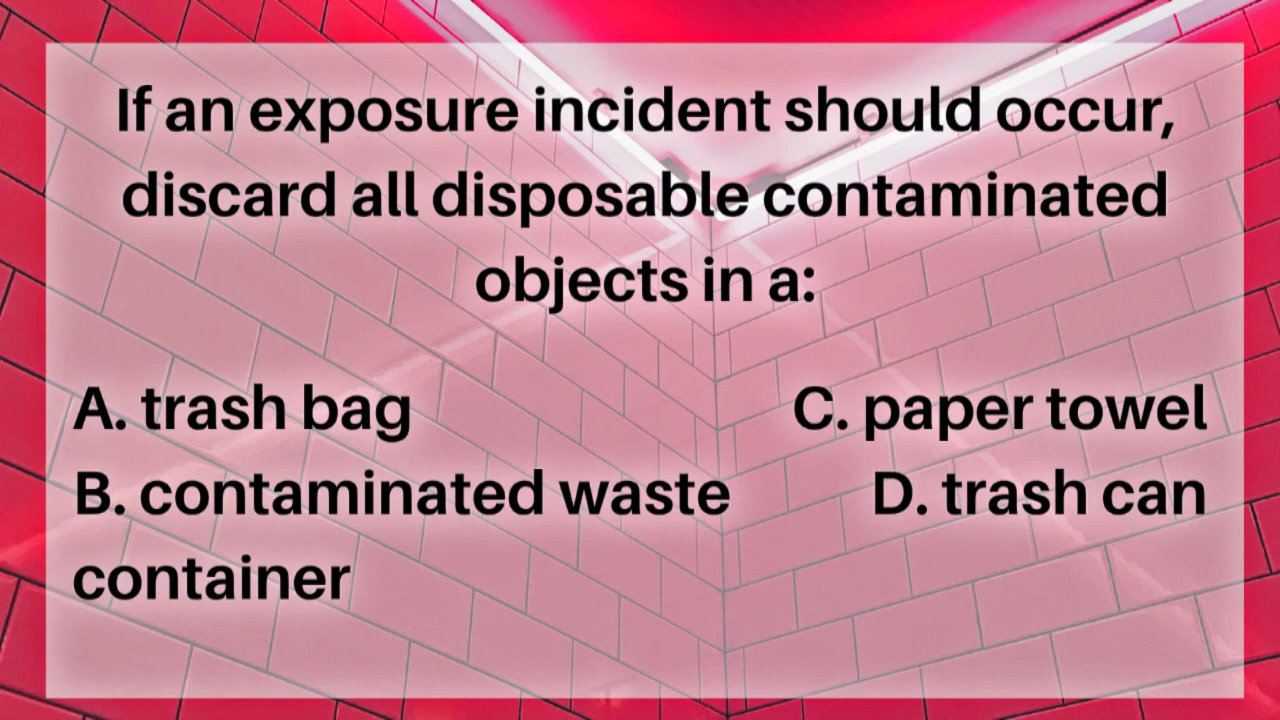 If an exposure incident should occur,
discard all disposable contaminated
objects in a:
A. trash bag
B. contaminated waste
container
C. paper towel
D. trash can